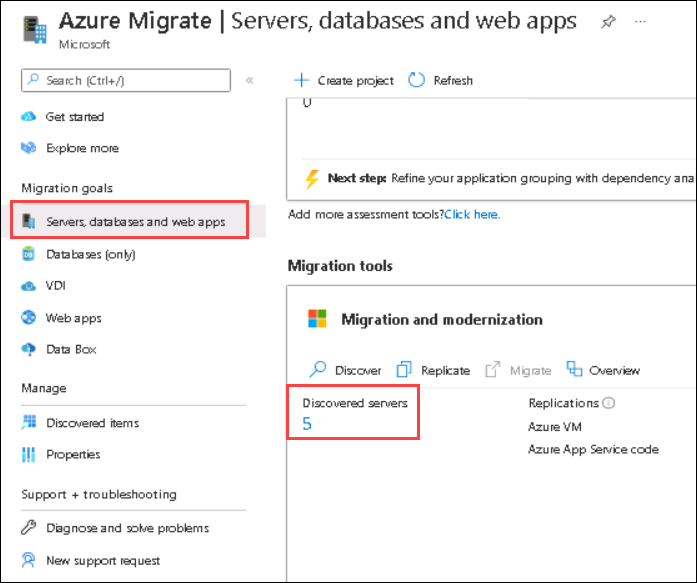 Azure Migrate | Servers, databases and web apps
Microsoft
Search (Ctrl+/)
«
Get started
Explore more
Migration goals
Servers, databases and web apps
Databases (only)
VDI
Web apps
Data Box
Manage
Discovered items
Properties
Support + troubleshooting
Diagnose and solve problems
New support request
Create project
Refresh
Next step: Refine your application grouping with dependency ana
Add more assessment tools?Click here.
Migration tools
Migration and modernization
Discover
Replicate
Migrate
Overview
Discovered servers
5
Replications
Azure VM
Azure App Service code